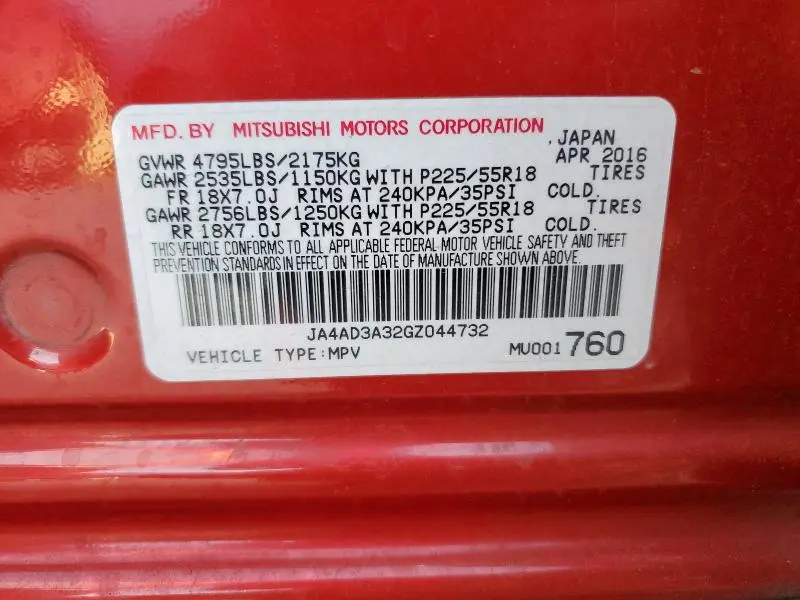 MFD. BY MITSUBISHI MOTORS CORPORATION , JAPAN
GVWR 4795LBS/2175KG APR 2016
GAWR 2535LBS/1150KG WITH P225/55R18 TIRES
FR 18X7.0J RIMS AT 240KPA/35PSI COLD.
GAWR 2756LBS/1250KG WITH P225/55R18 TIRES
RR 18X7.0J RIMS AT 240KPA/35PSI COLD.
THIS VEHICLE CONFORMS TO ALL APPLICABLE FEDERAL MOTOR VEHICLE SAFETY AND THEFT
PREVENTION STANDARDS IN EFFECT ON THE DATE OF MANUFACTURE SHOWN ABOVE.
JA4AD3A32GZ044732
VEHICLE TYPE:MPV MU001760